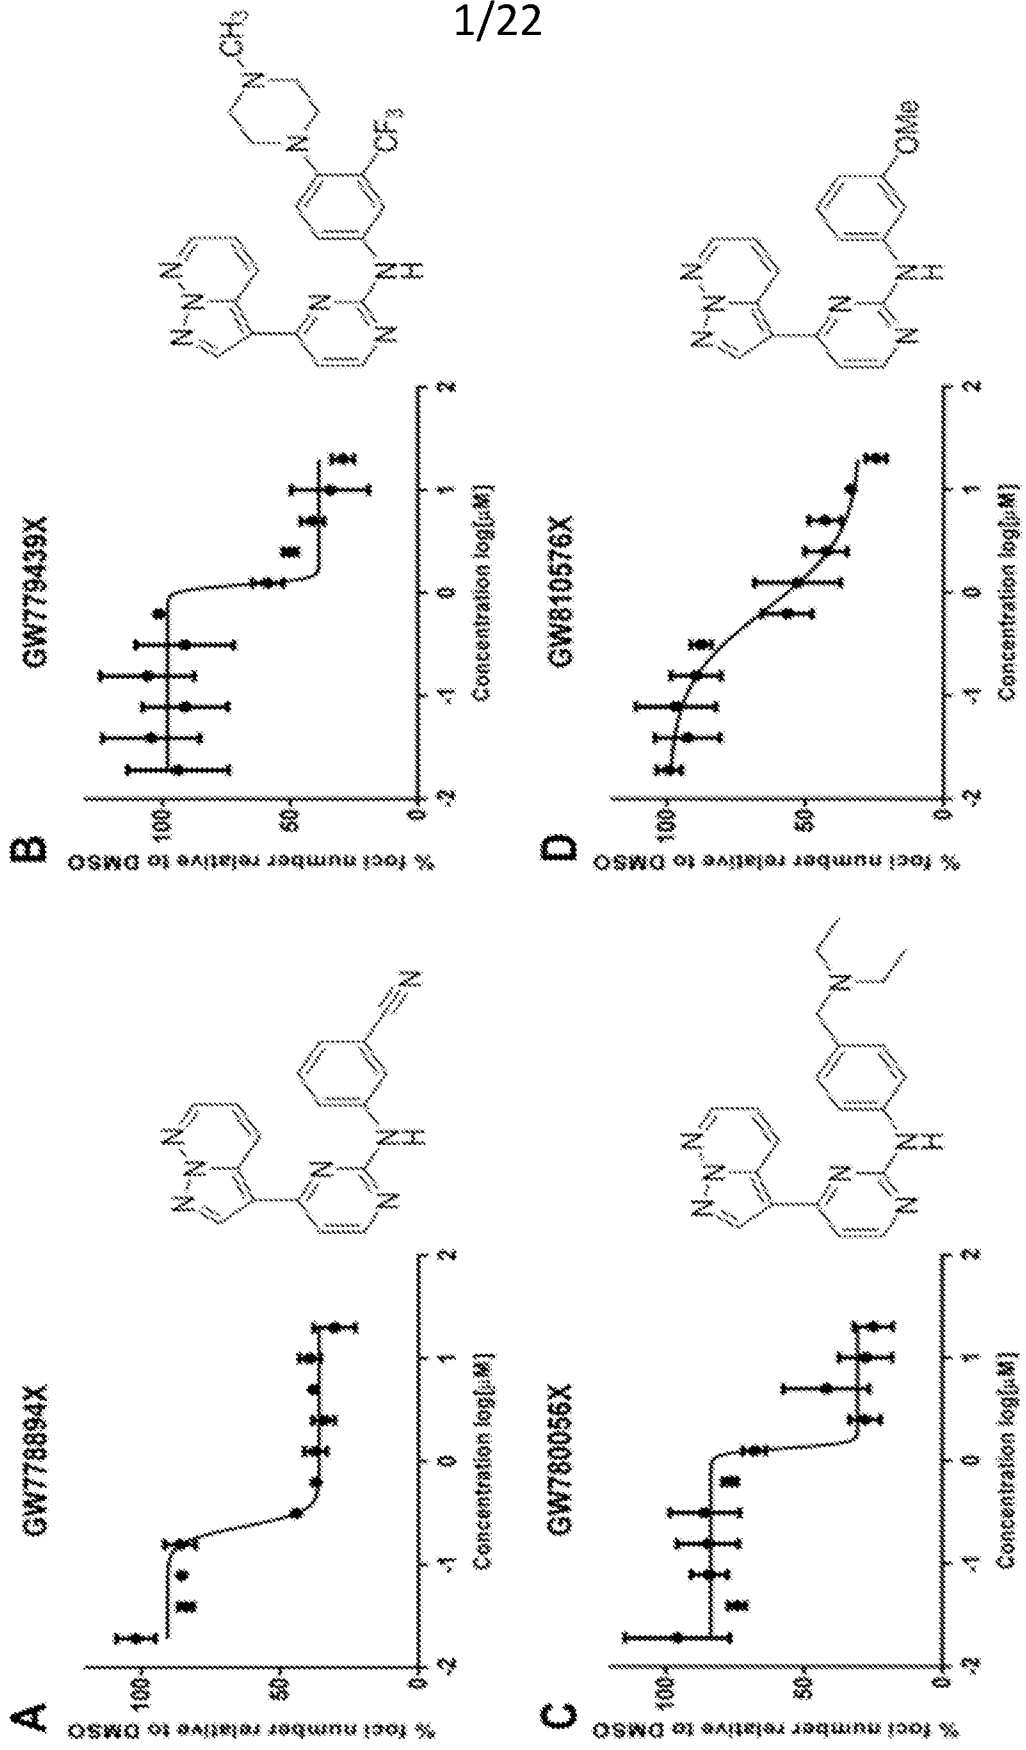 1/22
A
GW778894X
% foci number relative to DMSO
100
50
0
-2
-1
0
1
2
Concentration log[µM]
N
N
N
N
N
N
H
N
B
GW779439X
% foci number relative to DMSO
100
50
0
-2
-1
0
1
2
Concentration log[µM]
N
N
N
N
N
N
H
N
N
CH3
CF3
C
GW780056X
% foci number relative to DMSO
100
50
0
-2
-1
0
1
2
Concentration log[µM]
N
N
N
N
N
N
H
N
D
GW810576X
% foci number relative to DMSO
100
50
0
-2
-1
0
1
2
Concentration log[µM]
N
N
N
N
N
N
H
OMe